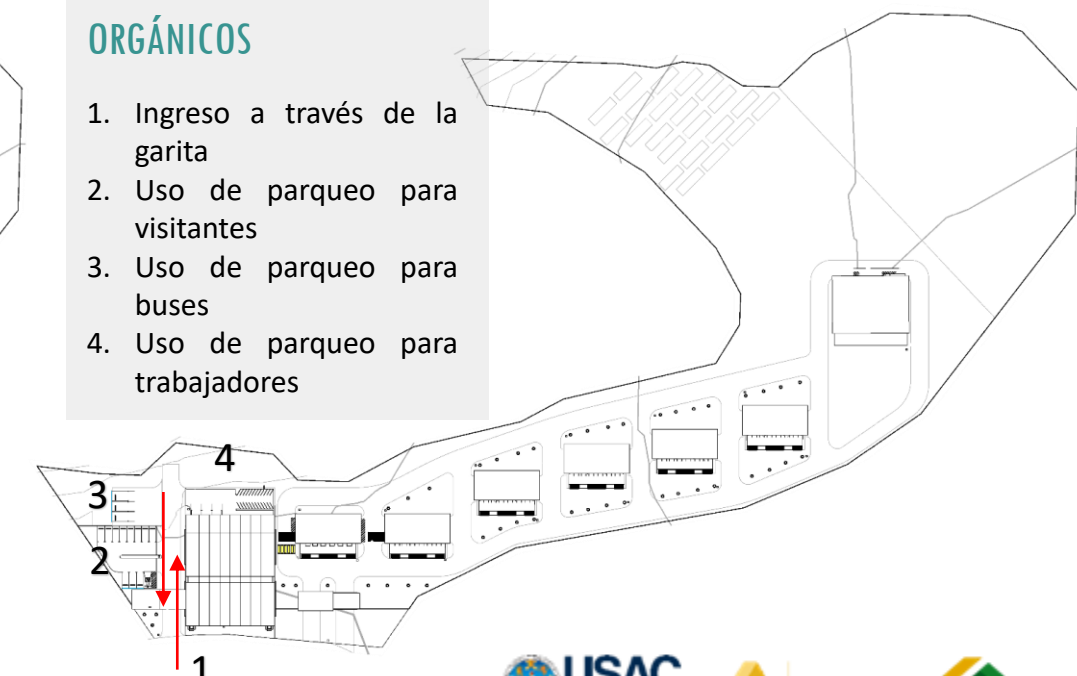 ORGÁNICOS
1. Ingreso a través de la
garita
2. Uso de parqueo para
visitantes
3. Uso de parqueo para
buses
4. Uso de parqueo para
trabajadores
4
3
2
1
USAC